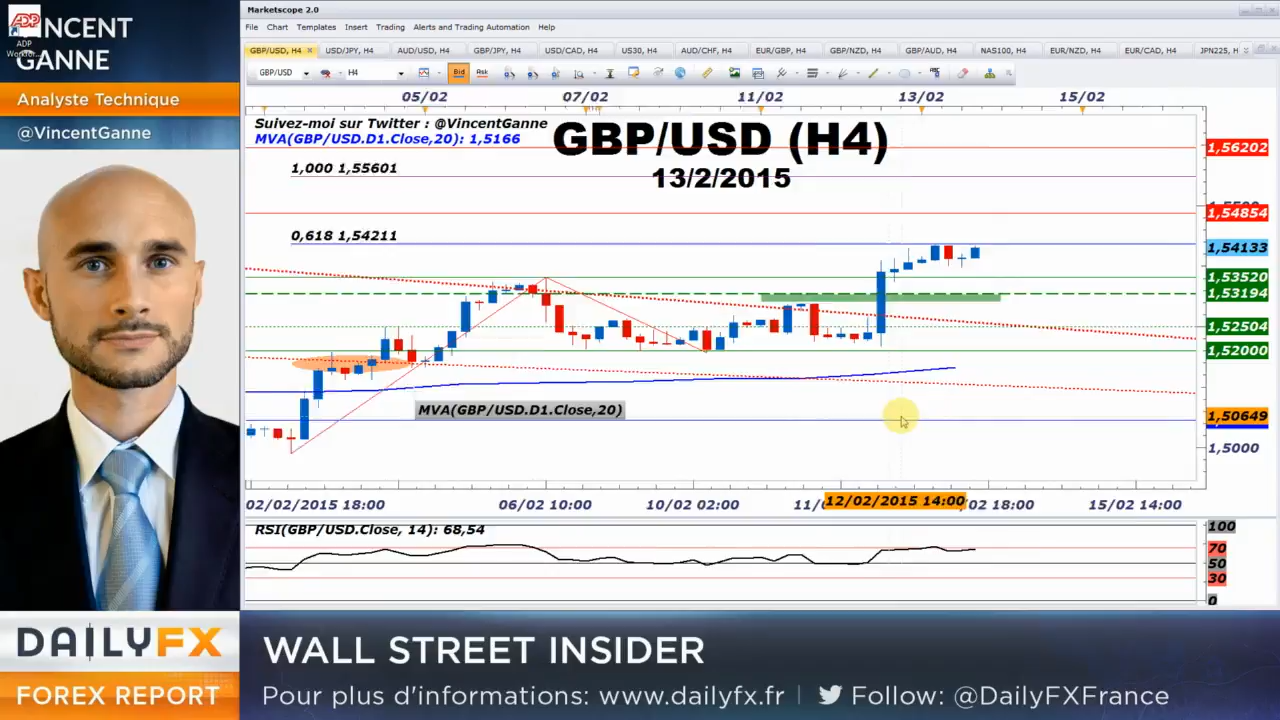 ADP
VINCENT
GANNE
Analyste Technique
@VincentGanne
Marketscope 2.0
File Chart Templates Insert Trading Alerts and Trading Automation Help
GBP/USD, H4 USD/JPY, H4 AUD/USD, H4 GBP/JPY, H4 USD/CAD, H4 US30, H4 AUD/CHF, H4 EUR/GBP, H4 GBP/NZD, H4 GBP/AUD, H4 NAS100, H4 EUR/NZD, H4 EUR/CAD, H4 JPN225, H
GBP/USD H4 Bid Ask
05/02 07/02 11/02 13/02 15/02
Suivez-moi sur Twitter : @VincentGanne
MVA(GBP/USD.D1.Close,20): 1,5166
GBP/USD (H4)
13/2/2015
1,000 1,55601
0,618 1,54211
1,56202
1,54854
1,54133
1,53520
1,53194
1,52504
1,52000
1,50649
1,5000
MVA(GBP/USD.D1.Close,20)
02/02/2015 18:00 06/02 10:00 10/02 02:00 11/ 12/02/2015 14:00 /02 18:00 15/02 14:00
RSI(GBP/USD.Close, 14): 68,54
100
70
50
30
0
DAILYFX
FOREX REPORT
WALL STREET INSIDER
Pour plus d'informations: www.dailyfx.fr | Follow: @DailyFXFrance